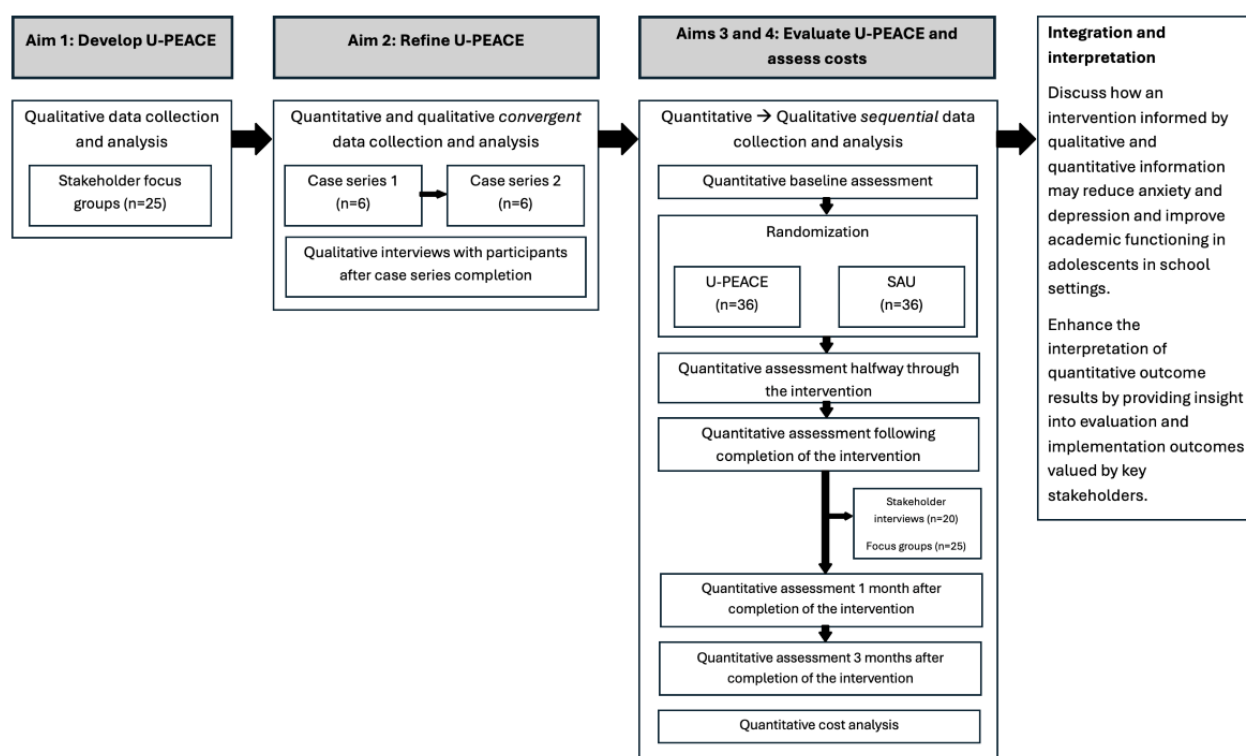 Aim 1: Develop U-PEACE
Qualitative data collection
and analysis
Stakeholder focus
groups (n=25)
Aim 2: Refine U-PEACE
Quantitative and qualitative convergent
data collection and analysis
Case series 1
(n=6)
Case series 2
(n=6)
Qualitative interviews with participants
after case series completion
Aims 3 and 4: Evaluate U-PEACE and
assess costs
Quantitative → Qualitative sequential data
collection and analysis
Quantitative baseline assessment
Randomization
U-PEACE
(n=36)
SAU
(n=36)
Quantitative assessment halfway through
the intervention
Quantitative assessment following
completion of the intervention
Stakeholder
interviews (n=20)
Focus groups (n=25)
Quantitative assessment 1 month after
completion of the intervention
Quantitative assessment 3 months after
completion of the intervention
Quantitative cost analysis
Integration and
interpretation
Discuss how an
intervention informed by
qualitative and
quantitative information
may reduce anxiety and
depression and improve
academic functioning in
adolescents in school
settings.
Enhance the
interpretation of
quantitative outcome
results by providing insight
into evaluation and
implementation outcomes
valued by key
stakeholders.